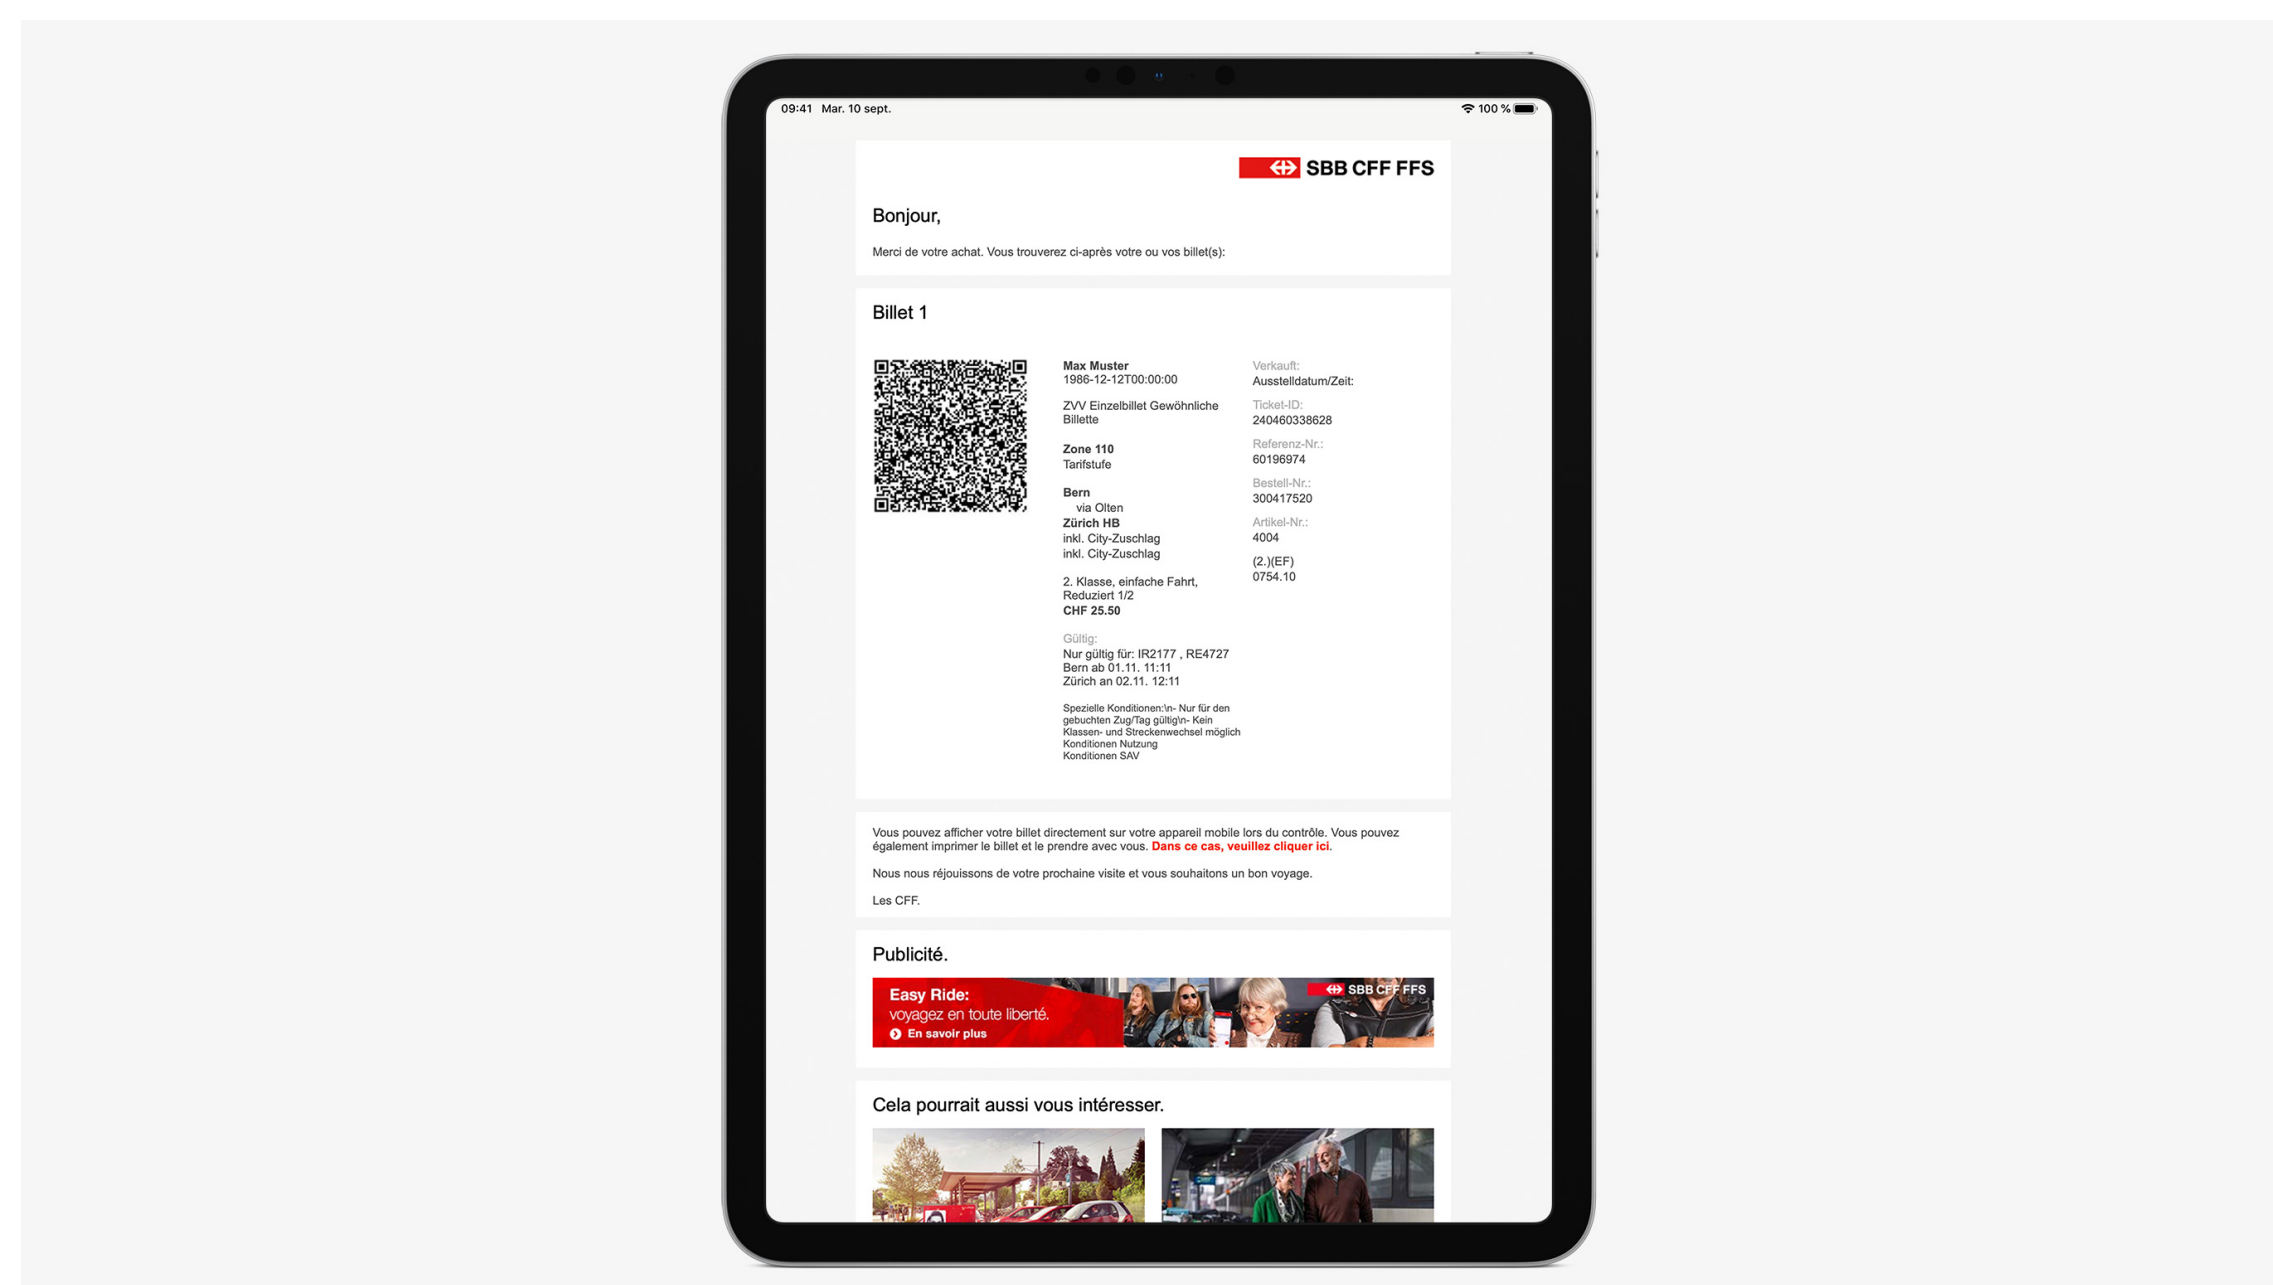 09:41 Mar. 10 sept.
100 %
SBB CFF FFS
Bonjour,
Merci de votre achat. Vous trouverez ci-après votre ou vos billet(s):
Billet 1
Max Muster
1986-12-12T00:00:00
ZVV Einzelbillet Gewöhnliche
Billette
Zone 110
Tarifstufe
Bern
via Olten
Zürich HB
inkl. City-Zuschlag
inkl. City-Zuschlag
2. Klasse, einfache Fahrt,
Reduziert 1/2
CHF 25.50
Gültig:
Nur gültig für: IR2177 , RE4727
Bern ab 01.11. 11:11
Zürich an 02.11. 12:11
Spezielle Konditionen:\n- Nur für den
gebuchten Zug/Tag gültig\n- Kein
Klassen- und Streckenwechsel möglich
Konditionen Nutzung
Konditionen SAV
Verkauft:
Ausstelldatum/Zeit:
Ticket-ID:
240460338628
Referenz-Nr.:
60196974
Bestell-Nr.:
300417520
Artikel-Nr.:
4004
(2.)(EF)
0754.10
Vous pouvez afficher votre billet directement sur votre appareil mobile lors du contrôle. Vous pouvez
également imprimer le billet et le prendre avec vous. Dans ce cas, veuillez cliquer ici.
Nous nous réjouissons de votre prochaine visite et vous souhaitons un bon voyage.
Les CFF.
Publicité.
Easy Ride:
voyagez en toute liberté.
En savoir plus
SBB CFF FFS
Cela pourrait aussi vous intéresser.